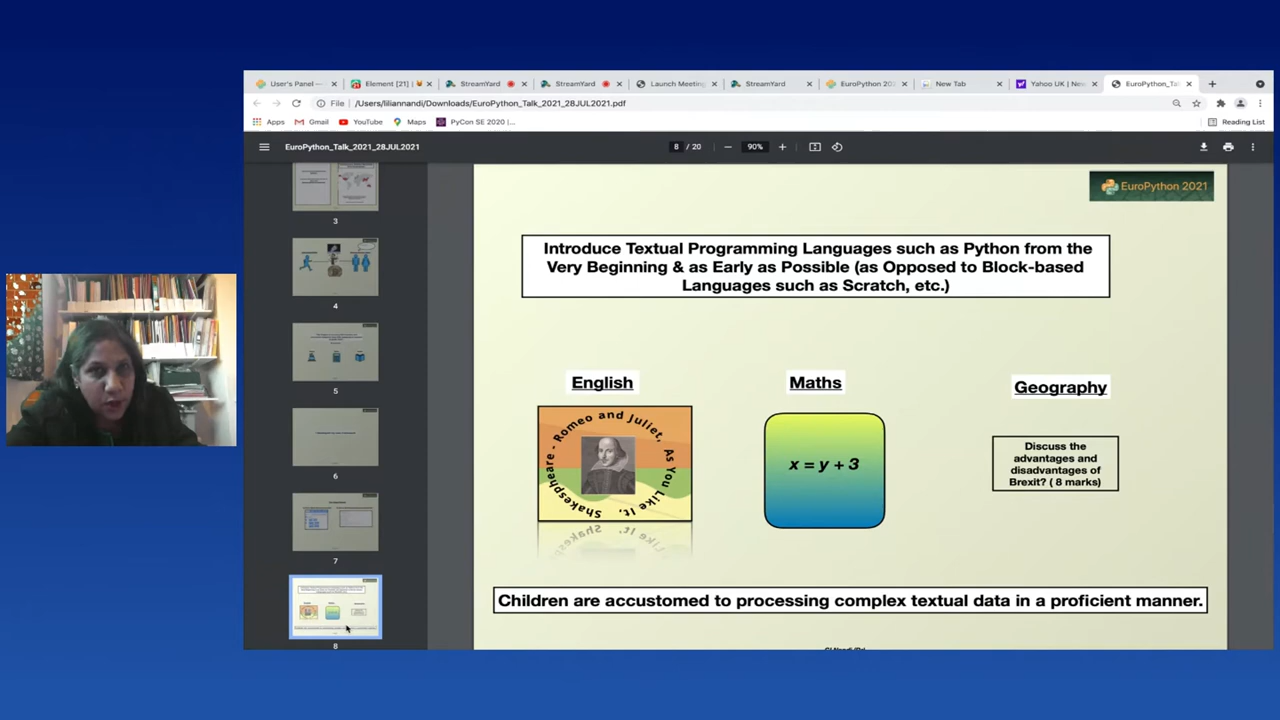 User's Panel —
Element [21]
StreamYard
StreamYard
Launch Meeting
StreamYard
EuroPython 202
New Tab
Yahoo UK | Nev
EuroPython_Ta
File
/Users/liliannandi/Downloads/EuroPython_Talk_2021_28JUL2021.pdf
Apps
Gmail
YouTube
Maps
PyCon SE 2020 |...
Reading List
EuroPython_Talk_2021_28JUL2021.pdf
8 / 20
90%
EuroPython 2021
Introduce Textual Programming Languages such as Python from the
Very Beginning & as Early as Possible (as Opposed to Block-based
Languages such as Scratch, etc.)
English
Maths
Geography
Shakespheare - Romeo and Juliet, As You Like It.
x = y + 3
Discuss the
advantages and
disadvantages of
Brexit? ( 8 marks)
Children are accustomed to processing complex textual data in a proficient manner.
3
4
5
6
7
8